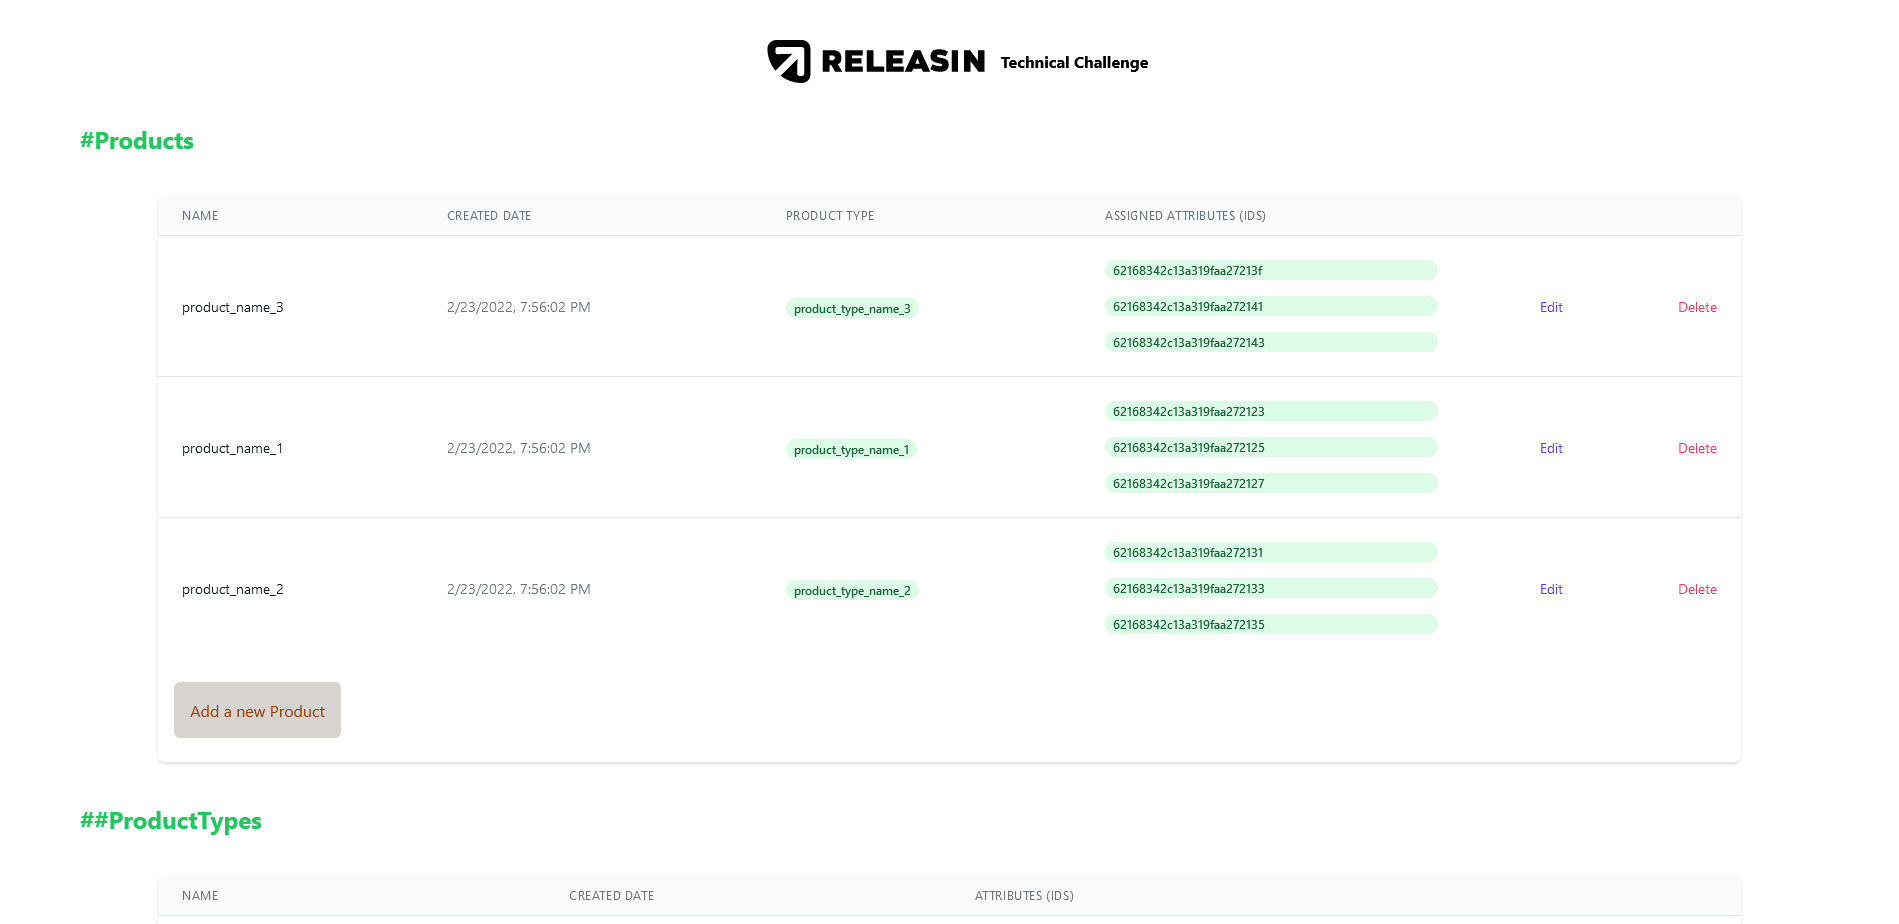 RELEASIN Technical Challenge
#Products
NAME CREATED DATE PRODUCT TYPE ASSIGNED ATTRIBUTES (IDS)
62168342c13a319faa27213f
product_name_3 2/23/2022, 7:56:02 PM product_type_name_3 62168342c13a319faa272141 Edit Delete
62168342c13a319faa272143
62168342c13a319faa272123
product_name_1 2/23/2022, 7:56:02 PM product_type_name_1 62168342c13a319faa272125 Edit Delete
62168342c13a319faa272127
62168342c13a319faa272131
product_name_2 2/23/2022, 7:56:02 PM product_type_name_2 62168342c13a319faa272133 Edit Delete
62168342c13a319faa272135
Add a new Product
##ProductTypes
NAME CREATED DATE ATTRIBUTES (IDS)